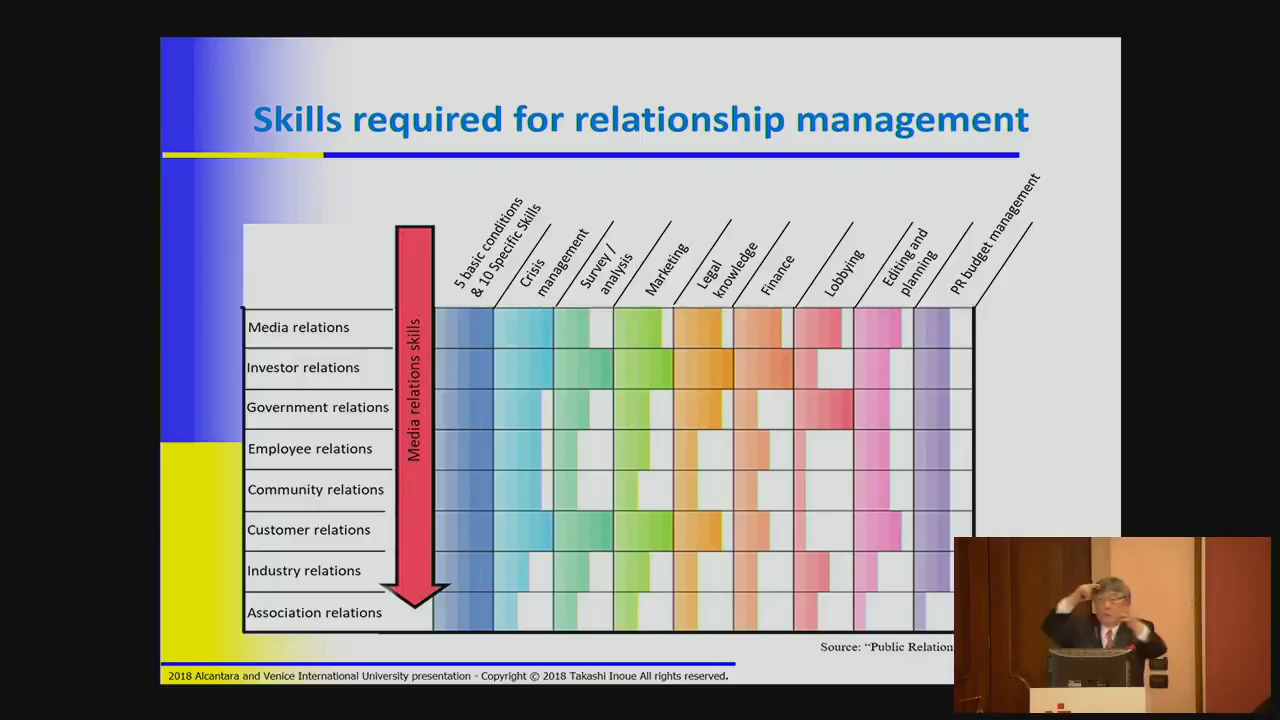 Skills required for relationship management
5 basic conditions
& 10 Specific Skills
Crisis
management
Survey /
analysis
Marketing
Legal
knowledge
Finance
Lobbying
Editing and
planning
PR budget management
Media relations skills
Media relations
Investor relations
Government relations
Employee relations
Community relations
Customer relations
Industry relations
Association relations
Source: “Public Relation
2018 Alcantara and Venice International University presentation - Copyright © 2018 Takashi Inoue All rights reserved.